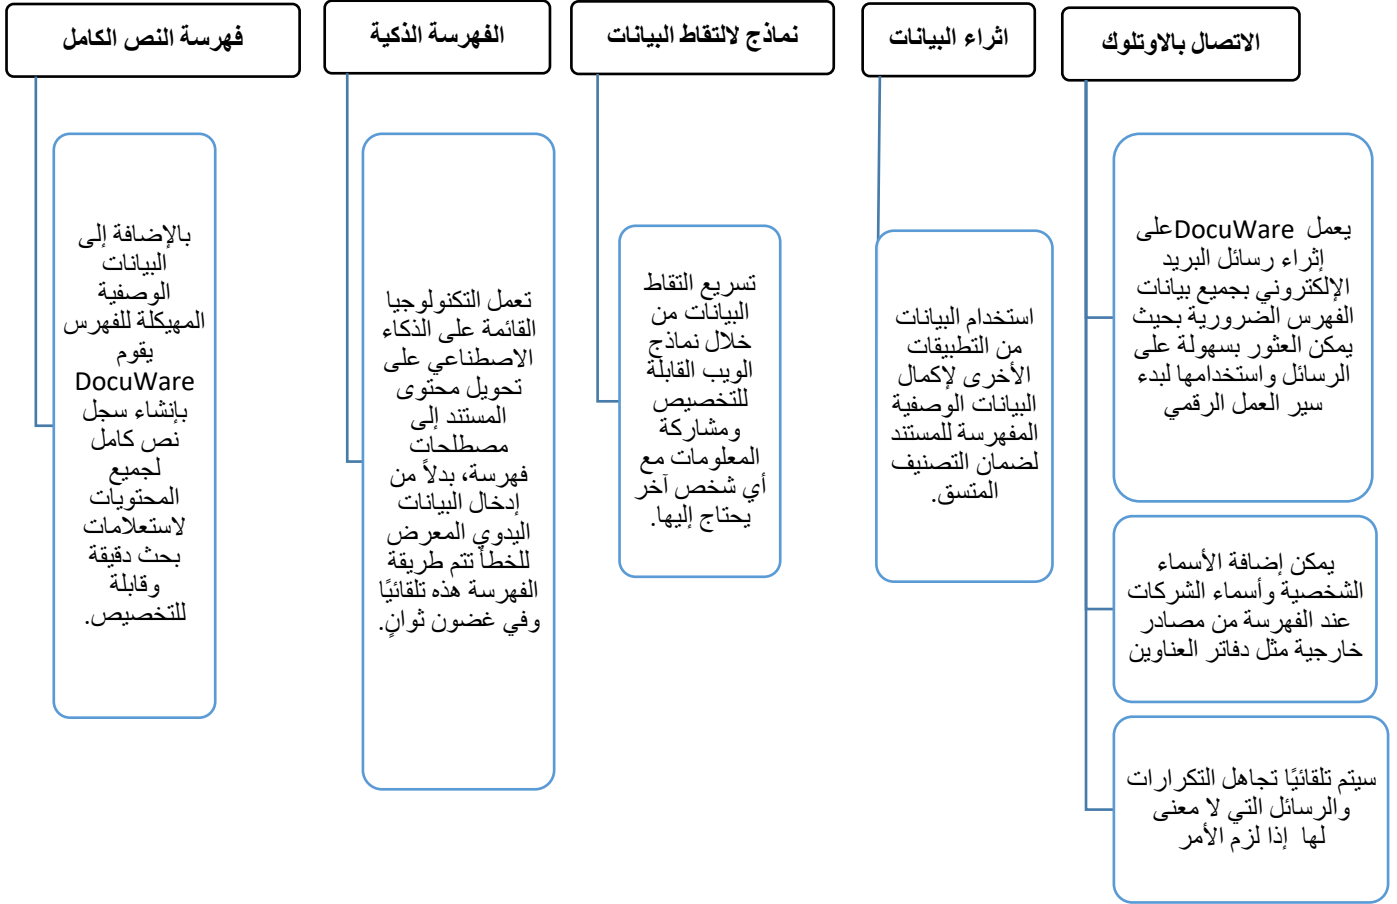 الاتصال بالاوتلوك
يعمل DocuWareعلى
إثراء رسائل البريد
الإلكتروني بجميع بيانات
الفهرس الضرورية بحيث
يمكن العثور بسهولة على
الرسائل واستخدامها لبدء
سير العمل الرقمي
يمكن إضافة الأسماء
الشخصية وأسماء الشركات
عند الفهرسة من مصادر
خارجية مثل دفاتر العناوين
سيتم تلقائيًا تجاهل التكرارات
والرسائل التي لا معنى
لها إذا لزم الأمر
اثراء البيانات
استخدام البيانات
من التطبيقات
الأخرى لإكمال
البيانات الوصفية
المفهرسة للمستند
لضمان التصنيف
المتسق.
نماذج لالتقاط البيانات
تسريع التقاط
البيانات من
خلال نماذج
الويب القابلة
للتخصيص
ومشاركة
المعلومات مع
أي شخص آخر
يحتاج إليها.
الفهرسة الذكية
تعمل التكنولوجيا
القائمة على الذكاء
الاصطناعي على
تحويل محتوى
المستند إلى
مصطلحات
فهرسة، بدلاً من
إدخال البيانات
اليدوي المعرض
للخطأ تتم طريقة
الفهرسة هذه تلقائيًا
وفي غضون ثوانٍ.
فهرسة النص الكامل
بالإضافة إلى
البيانات
الوصفية
المهيكلة للفهرس
يقوم
DocuWare
بإنشاء سجل
نص كامل
لجميع
المحتويات
لاستعلامات
بحث دقيقة
وقابلة
للتخصيص.